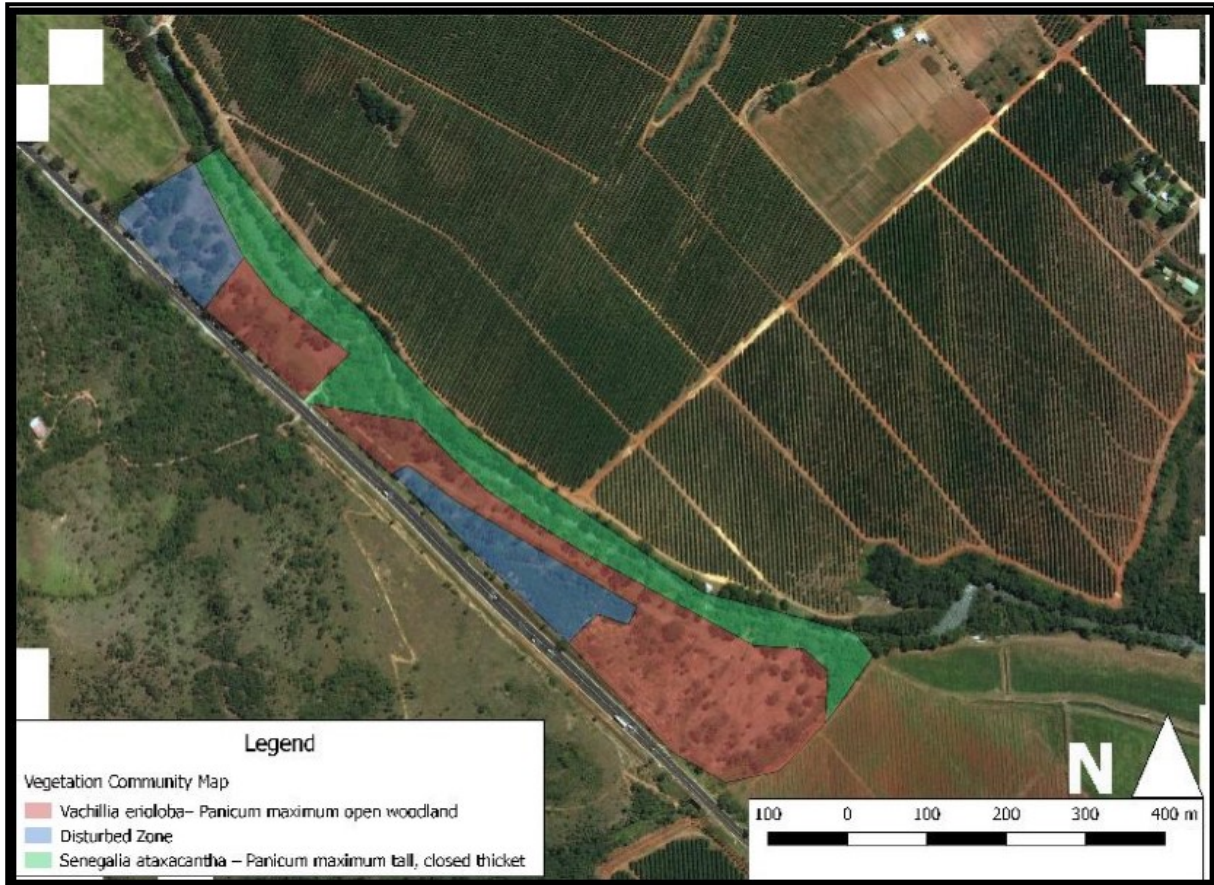 Legend
Vegetation Community Map
Vachillia erioloba– Panicum maximum open woodland
Disturbed Zone
Senegalia ataxacantha – Panicum maximum tall, closed thicket
N
100 0 100 200 300 400 m